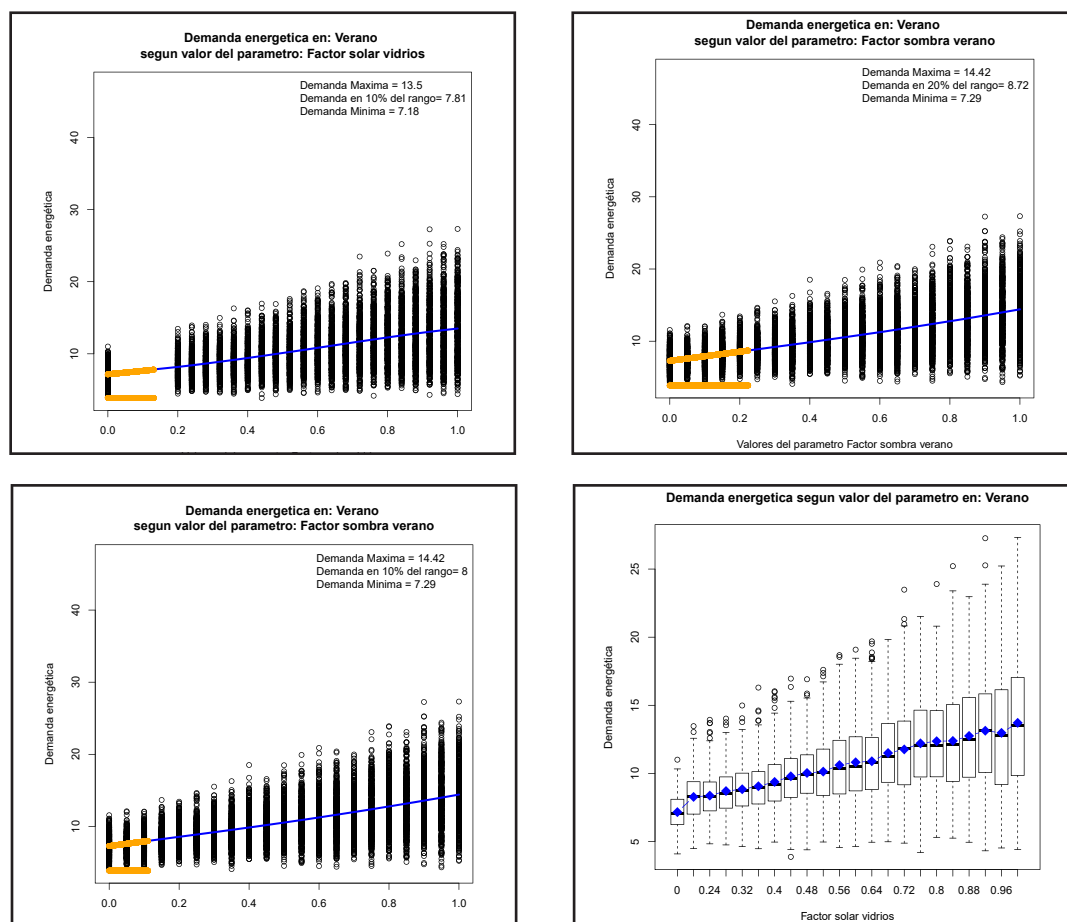 Demanda energetica en: Verano
segun valor del parametro: Factor solar vidrios
Demanda Maxima = 13.5
Demanda en 10% del rango= 7.81
Demanda Minima = 7.18
Demanda energética
10
20
30
40
0.0
0.2
0.4
0.6
0.8
1.0
Demanda energetica en: Verano
segun valor del parametro: Factor sombra verano
Demanda Maxima = 14.42
Demanda en 20% del rango= 8.72
Demanda Minima = 7.29
Demanda energética
10
20
30
40
0.0
0.2
0.4
0.6
0.8
1.0
Valores del parametro Factor sombra verano
Demanda energetica en: Verano
segun valor del parametro: Factor sombra verano
Demanda Maxima = 14.42
Demanda en 10% del rango= 8
Demanda Minima = 7.29
Demanda energética
10
20
30
40
0.0
0.2
0.4
0.6
0.8
1.0
Demanda energetica segun valor del parametro en: Verano
Demanda energética
5
10
15
20
25
0
0.24
0.32
0.4
0.48
0.56
0.64
0.72
0.8
0.88
0.96
Factor solar vidrios